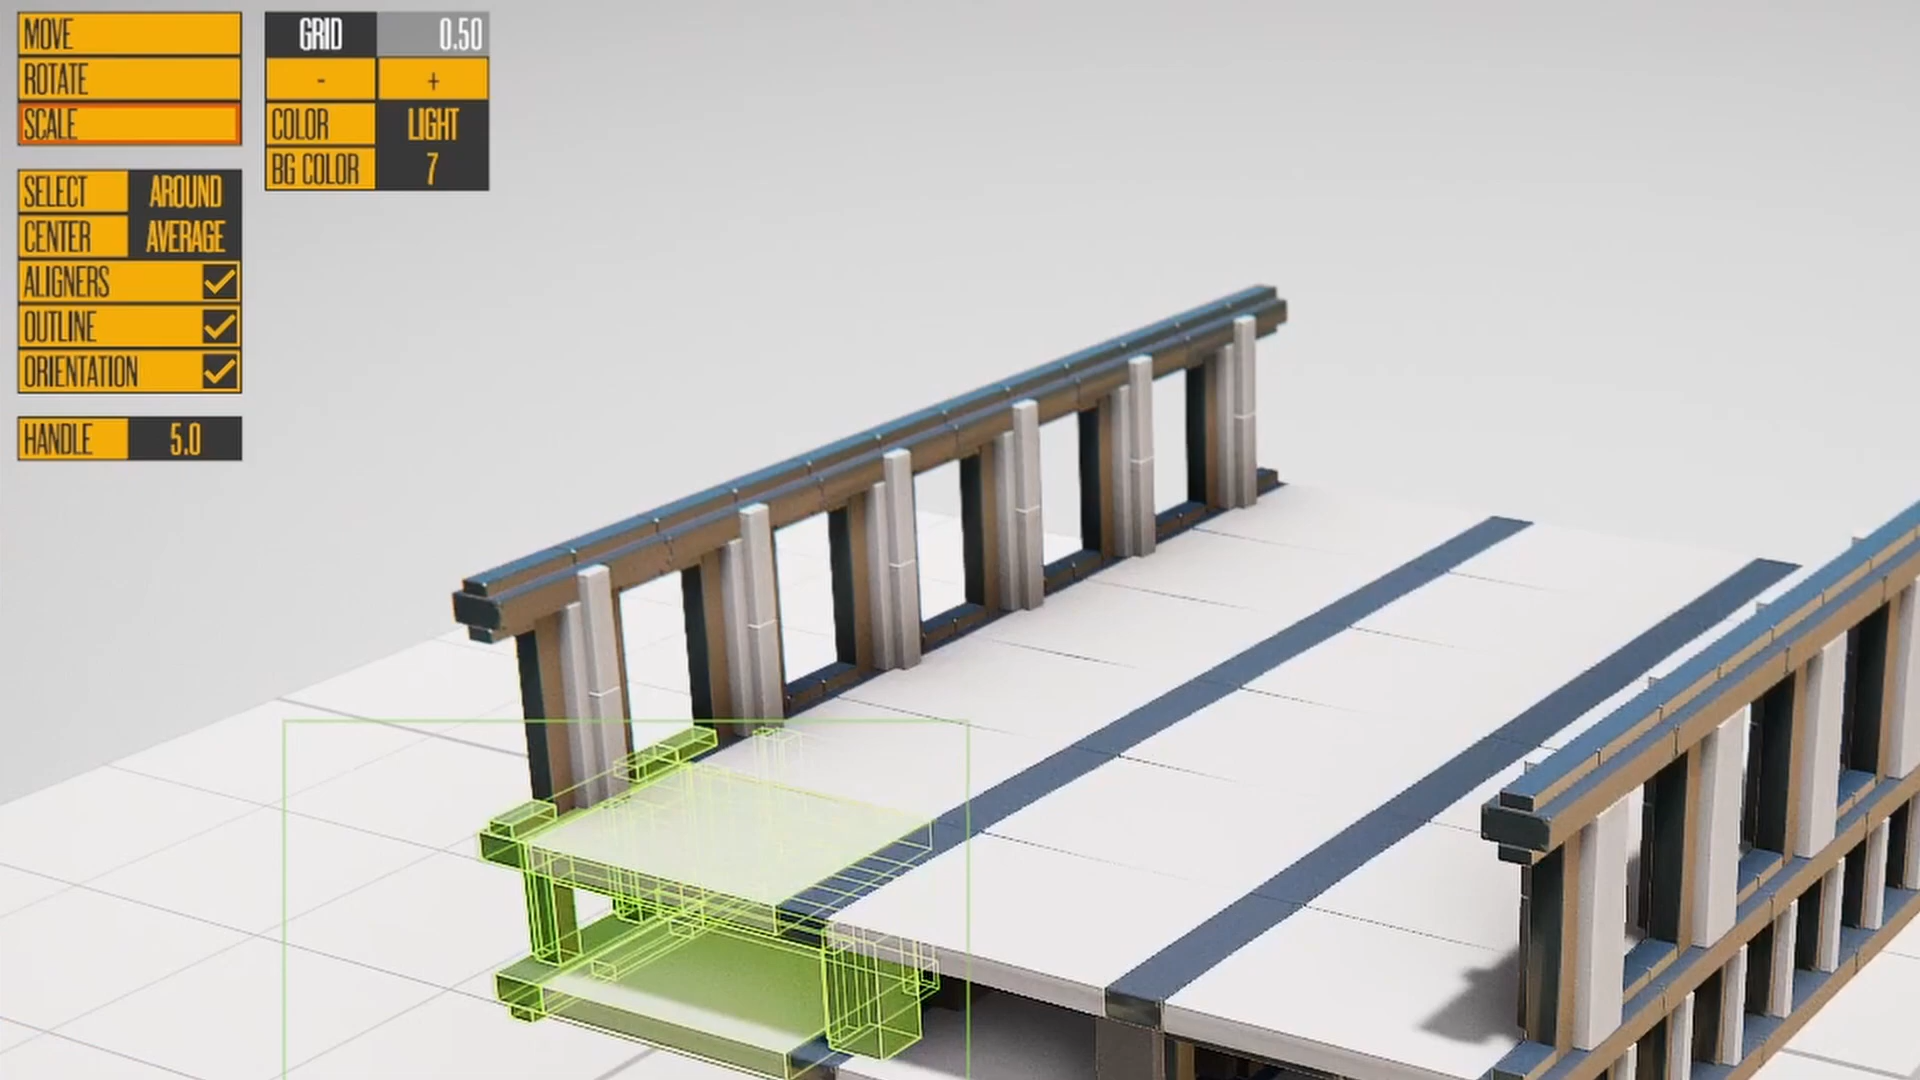 MOVE
ROTATE
SCALE
SELECT AROUND
CENTER AVERAGE
ALIGNERS
OUTLINE
ORIENTATION
HANDLE 5.0
GRID 0.50
- +
COLOR LIGHT
BG COLOR 7